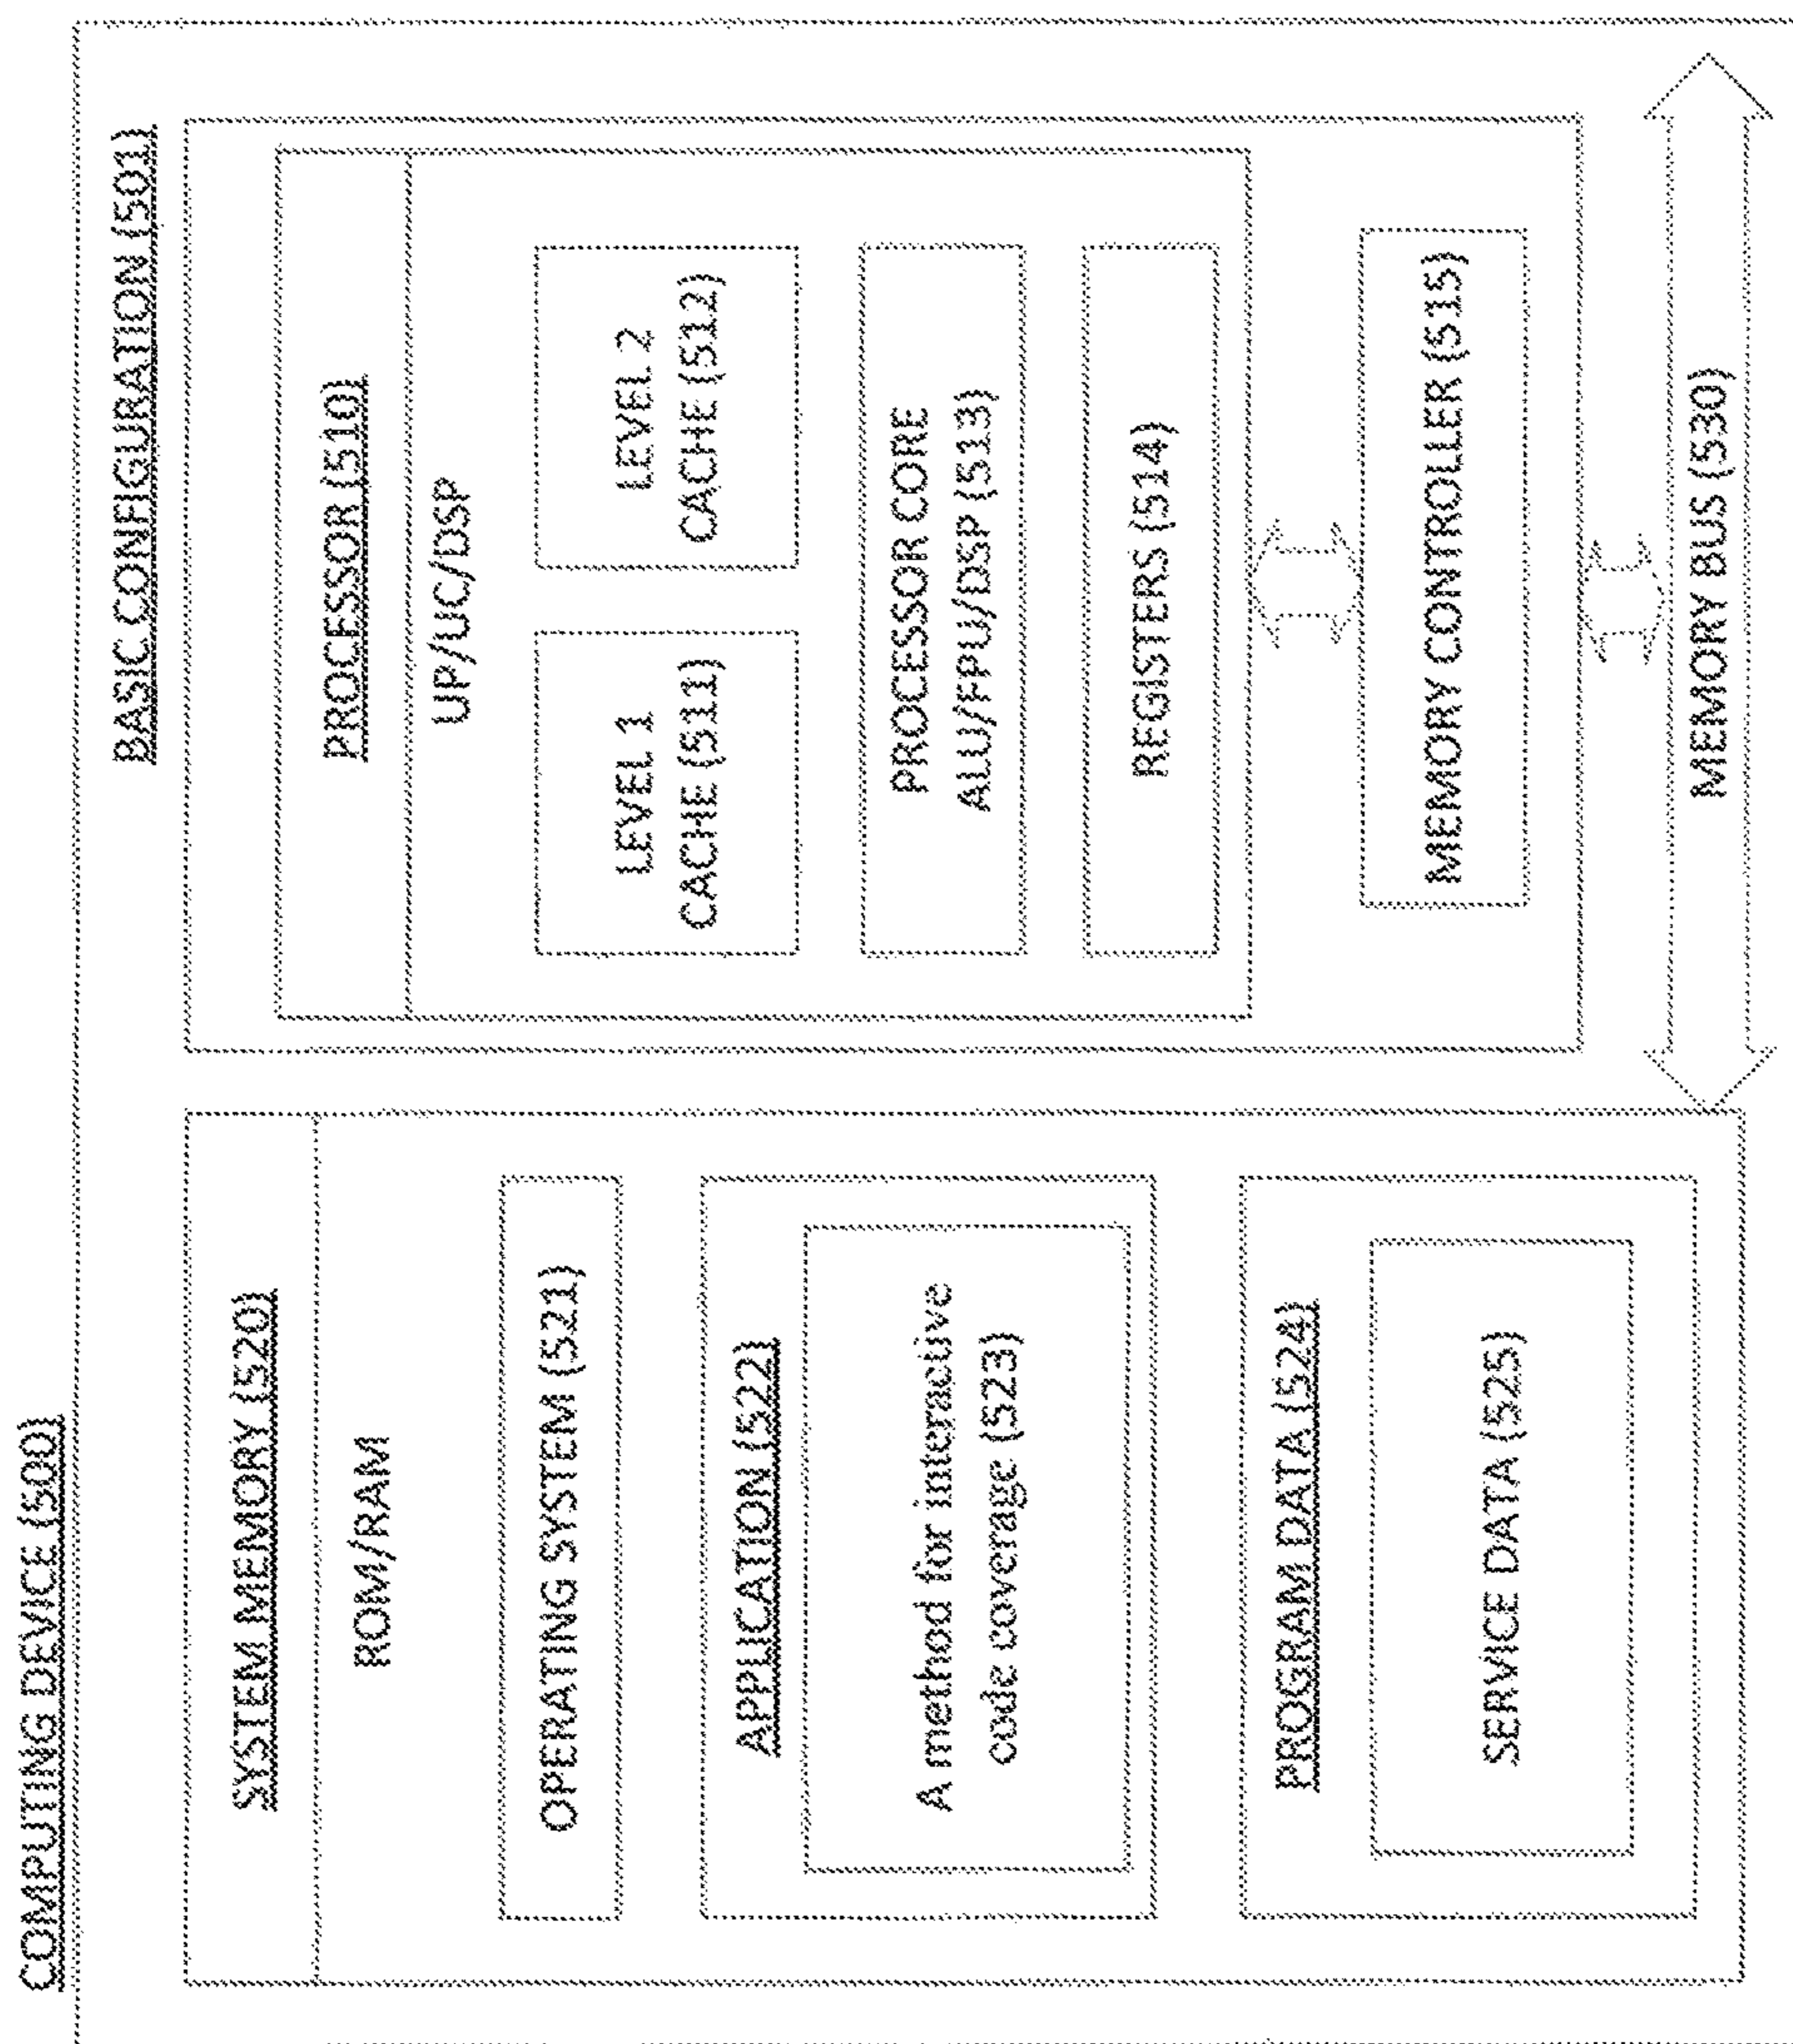 COMPUTING DEVICE (500)
SYSTEM MEMORY (520)
ROM/RAM
OPERATING SYSTEM (521)
APPLICATION (522)
A method for interactive
code coverage (523)
PROGRAM DATA (524)
SERVICE DATA (525)
BASIC CONFIGURATION (501)
PROCESSOR (510)
UP/UC/DSP
LEVEL 1
CACHE (511)
LEVEL 2
CACHE (512)
PROCESSOR CORE
ALU/FPU/DSP (513)
REGISTERS (514)
MEMORY CONTROLLER (515)
MEMORY BUS (530)